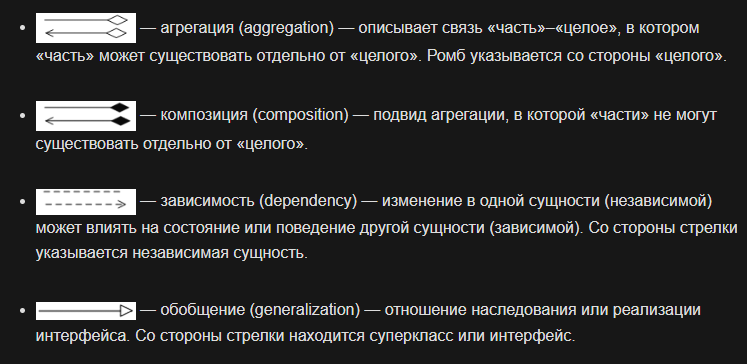 — агрегация (aggregation) — описывает связь «часть»–«целое», в котором
«часть» может существовать отдельно от «целого». Ромб указывается со стороны «целого».
— композиция (composition) — подвид агрегации, в которой «части» не могут
существовать отдельно от «целого».
— зависимость (dependency) — изменение в одной сущности (независимой)
может влиять на состояние или поведение другой сущности (зависимой). Со стороны стрелки
указывается независимая сущность.
— обобщение (generalization) — отношение наследования или реализации
интерфейса. Со стороны стрелки находится суперкласс или интерфейс.